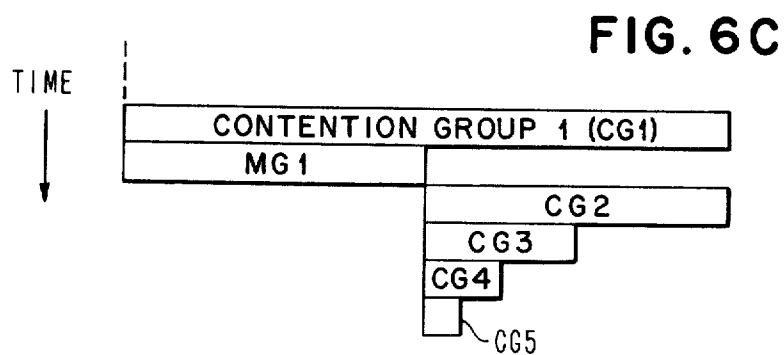 FIG. 6C
TIME
CONTENTION GROUP 1 (CG1)
MG1
CG2
CG3
CG4
CG5